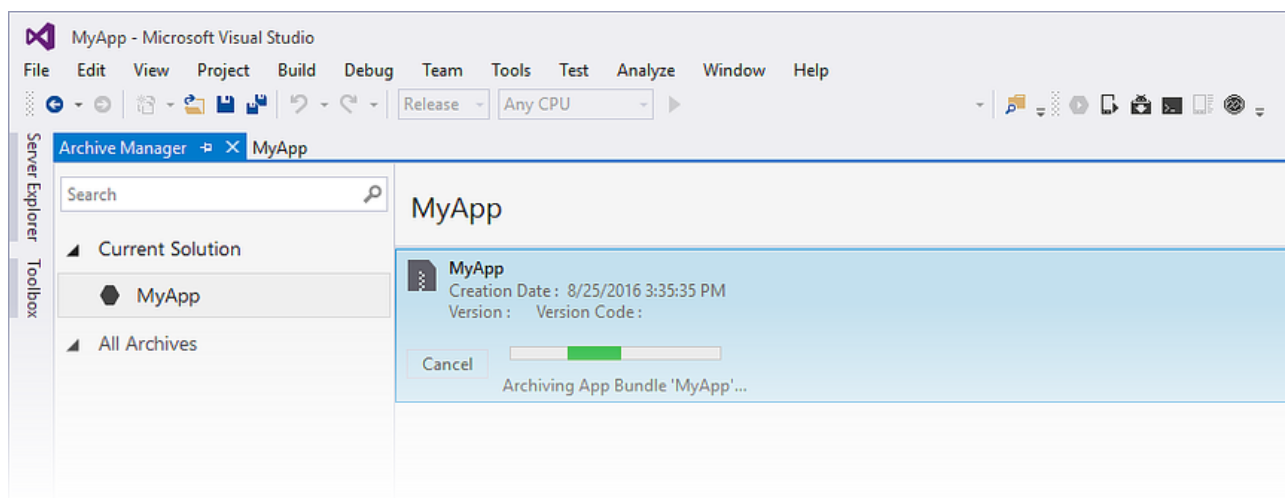 MyApp - Microsoft Visual Studio
File Edit View Project Build Debug Team Tools Test Analyze Window Help
Release Any CPU
Server Explorer
Toolbox
Archive Manager MyApp
Search
Current Solution
MyApp
All Archives
MyApp
MyApp
Creation Date : 8/25/2016 3:35:35 PM
Version : Version Code :
Cancel
Archiving App Bundle 'MyApp'...